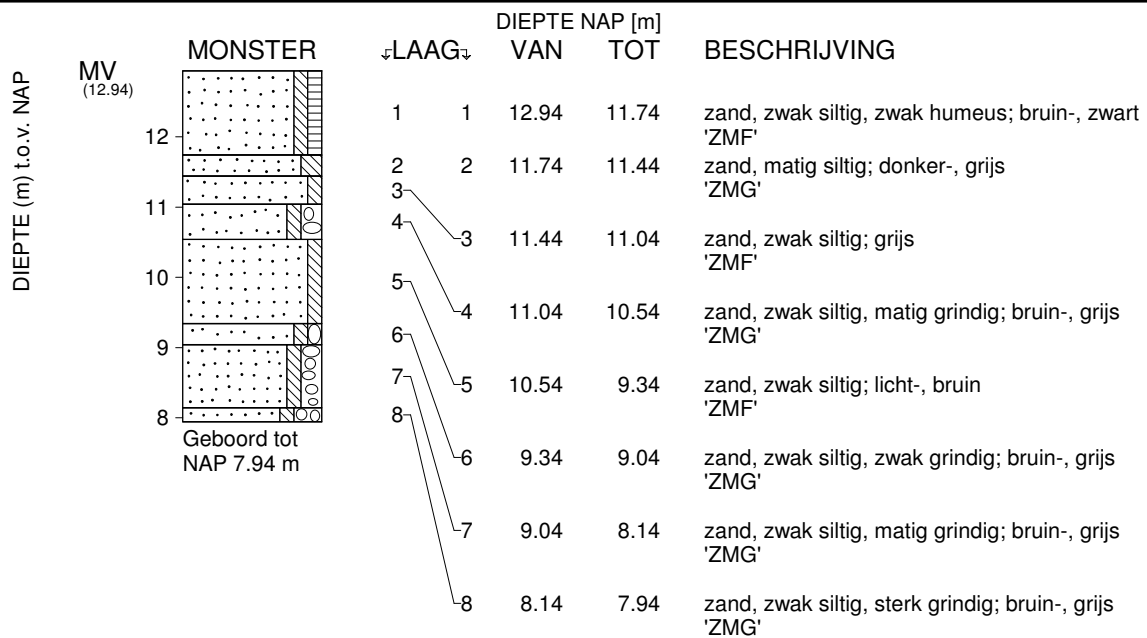 DIEPTE NAP [m]
MONSTER LAAG VAN TOT BESCHRIJVING
MV
(12.94)
DIEPTE (m) t.o.v. NAP
12
11
10
9
8
Geboord tot
NAP 7.94 m
1 1 12.94 11.74 zand, zwak siltig, zwak humeus; bruin-, zwart
'ZMF'
2 2 11.74 11.44 zand, matig siltig; donker-, grijs
'ZMG'
3 3 11.44 11.04 zand, zwak siltig; grijs
'ZMF'
4 4 11.04 10.54 zand, zwak siltig, matig grindig; bruin-, grijs
'ZMG'
5 5 10.54 9.34 zand, zwak siltig; licht-, bruin
'ZMF'
6 6 9.34 9.04 zand, zwak siltig, zwak grindig; bruin-, grijs
'ZMG'
7 7 9.04 8.14 zand, zwak siltig, matig grindig; bruin-, grijs
'ZMG'
8 8 8.14 7.94 zand, zwak siltig, sterk grindig; bruin-, grijs
'ZMG'